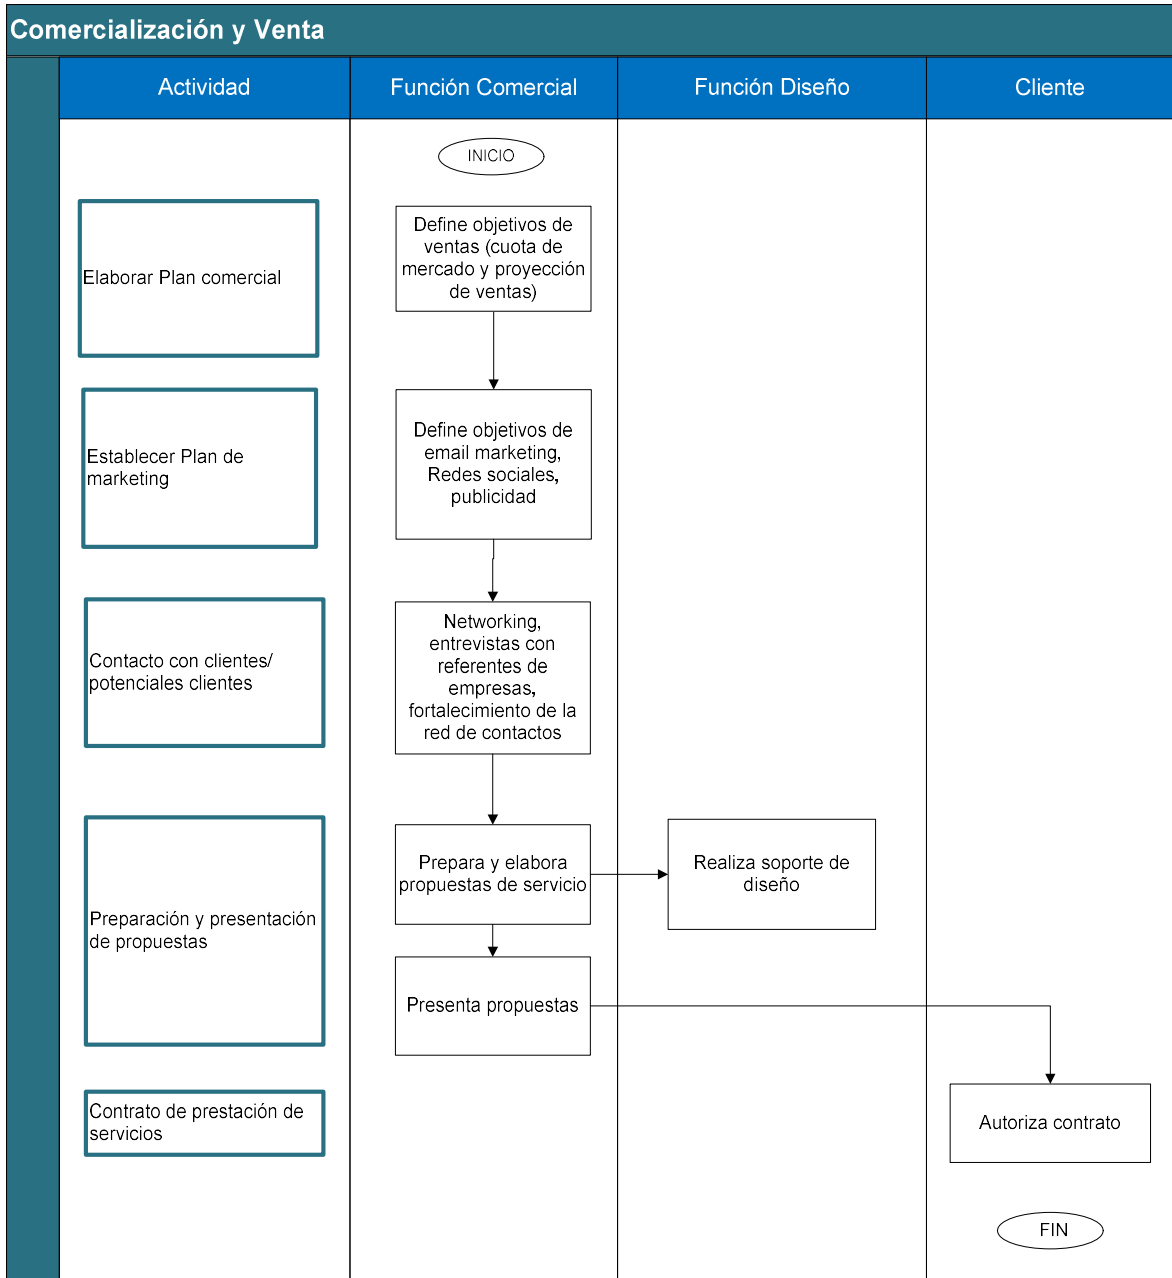 Comercialización y Venta
Actividad
Función Comercial
Función Diseño
Cliente
INICIO
Elaborar Plan comercial
Define objetivos de
ventas (cuota de
mercado y proyección
de ventas)
Establecer Plan de
marketing
Define objetivos de
email marketing,
Redes sociales,
publicidad
Contacto con clientes/
potenciales clientes
Networking,
entrevistas con
referentes de
empresas,
fortalecimiento de la
red de contactos
Preparación y presentación
de propuestas
Prepara y elabora
propuestas de servicio
Realiza soporte de
diseño
Presenta propuestas
Contrato de prestación de
servicios
Autoriza contrato
FIN